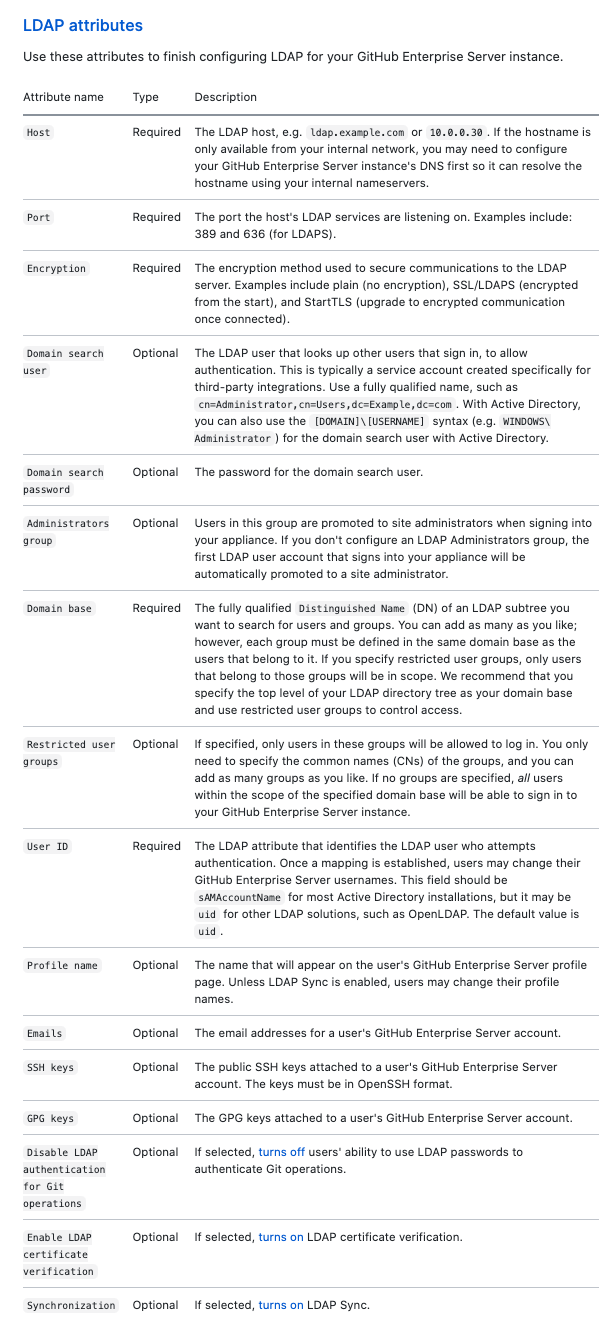 LDAP attributes
Use these attributes to finish configuring LDAP for your GitHub Enterprise Server instance.
Attribute name Type Description
Host Required The LDAP host, e.g. ldap.example.com or 10.0.0.30 . If the hostname is
only available from your internal network, you may need to configure
your GitHub Enterprise Server instance's DNS first so it can resolve the
hostname using your internal nameservers.
Port Required The port the host's LDAP services are listening on. Examples include:
389 and 636 (for LDAPS).
Encryption Required The encryption method used to secure communications to the LDAP
server. Examples include plain (no encryption), SSL/LDAPS (encrypted
from the start), and StartTLS (upgrade to encrypted communication
once connected).
Domain search Optional The LDAP user that looks up other users that sign in, to allow
user authentication. This is typically a service account created specifically for
third-party integrations. Use a fully qualified name, such as
cn=Administrator,cn=Users,dc=Example,dc=com . With Active Directory,
you can also use the [DOMAIN]\[USERNAME] syntax (e.g. WINDOWS\
Administrator ) for the domain search user with Active Directory.
Domain search Optional The password for the domain search user.
password
Administrators Optional Users in this group are promoted to site administrators when signing into
group your appliance. If you don't configure an LDAP Administrators group, the
first LDAP user account that signs into your appliance will be
automatically promoted to a site administrator.
Domain base Required The fully qualified Distinguished Name (DN) of an LDAP subtree you
want to search for users and groups. You can add as many as you like;
however, each group must be defined in the same domain base as the
users that belong to it. If you specify restricted user groups, only users
that belong to those groups will be in scope. We recommend that you
specify the top level of your LDAP directory tree as your domain base
and use restricted user groups to control access.
Restricted user Optional If specified, only users in these groups will be allowed to log in. You only
groups need to specify the common names (CNs) of the groups, and you can
add as many groups as you like. If no groups are specified, all users
within the scope of the specified domain base will be able to sign in to
your GitHub Enterprise Server instance.
User ID Required The LDAP attribute that identifies the LDAP user who attempts
authentication. Once a mapping is established, users may change their
GitHub Enterprise Server usernames. This field should be
sAMAccountName for most Active Directory installations, but it may be
uid for other LDAP solutions, such as OpenLDAP. The default value is
uid .
Profile name Optional The name that will appear on the user's GitHub Enterprise Server profile
page. Unless LDAP Sync is enabled, users may change their profile
names.
Emails Optional The email addresses for a user's GitHub Enterprise Server account.
SSH keys Optional The public SSH keys attached to a user's GitHub Enterprise Server
account. The keys must be in OpenSSH format.
GPG keys Optional The GPG keys attached to a user's GitHub Enterprise Server account.
Disable LDAP Optional If selected, turns off users' ability to use LDAP passwords to
authentication authenticate Git operations.
for Git
operations
Enable LDAP Optional If selected, turns on LDAP certificate verification.
certificate
verification
Synchronization Optional If selected, turns on LDAP Sync.